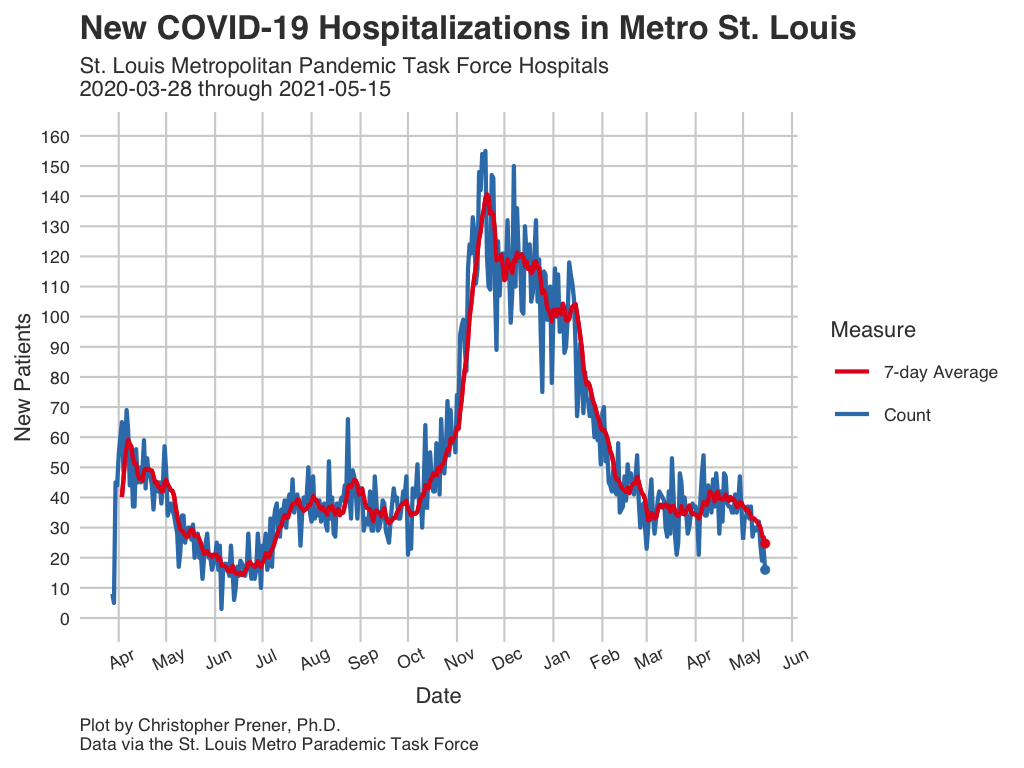 New COVID-19 Hospitalizations in Metro St. Louis
St. Louis Metropolitan Pandemic Task Force Hospitals
2020-03-28 through 2021-05-15
160
150
140
130
120
110
100
90
80
70
60
50
40
30
20
10
0
New Patients
Apr May Jun Jul Aug Sep Oct Nov Dec Jan Feb Mar Apr May Jun
Date
Measure
7-day Average
Count
Plot by Christopher Prener, Ph.D.
Data via the St. Louis Metro Parademic Task Force